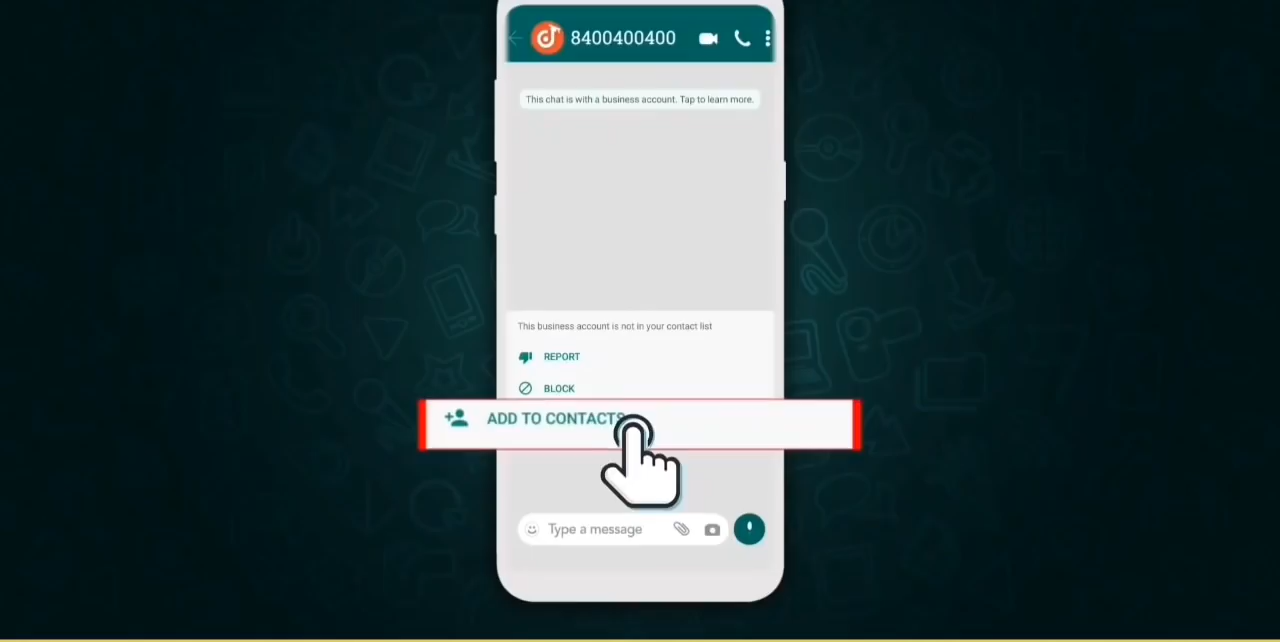 8400400400
This chat is with a business account. Tap to learn more.
This business account is not in your contact list
REPORT
BLOCK
ADD TO CONTACTS
Type a message